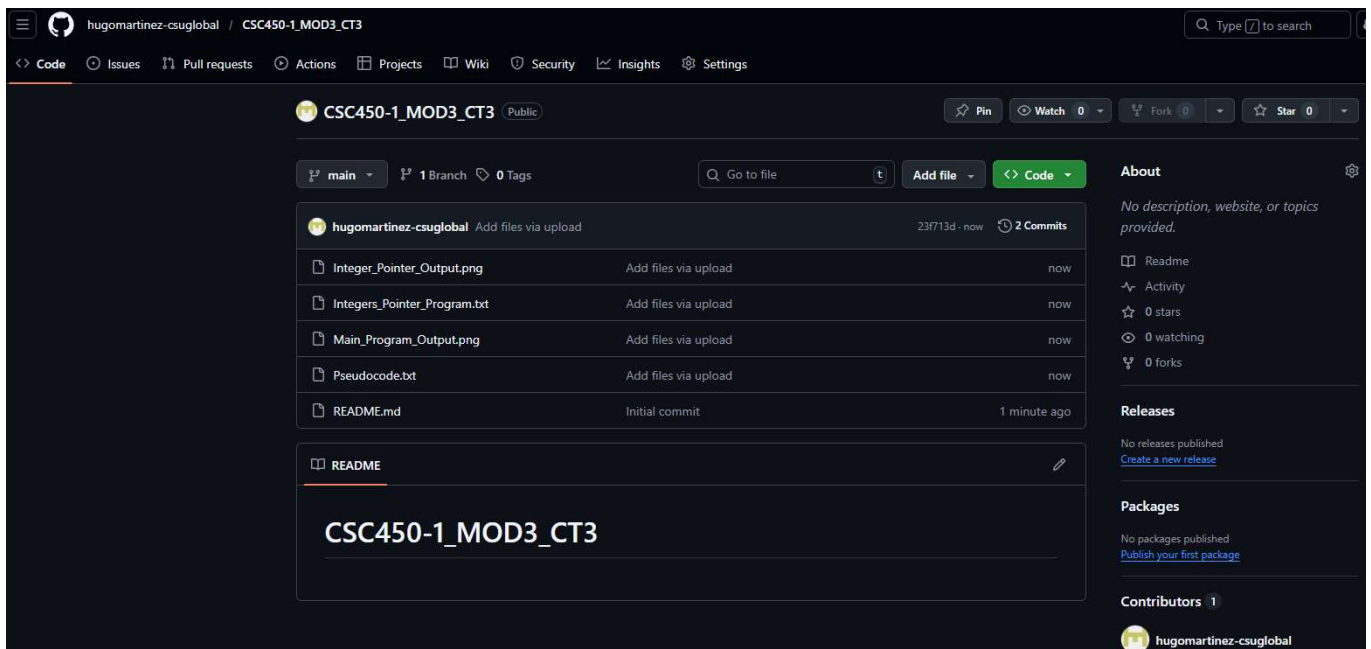 hugomartinez-csuglobal / CSC450-1_MOD3_CT3
Type / to search
Code Issues Pull requests Actions Projects Wiki Security Insights Settings
CSC450-1_MOD3_CT3 Public
Pin Watch 0 Fork 0 Star 0
main 1 Branch 0 Tags
Go to file t
Add file Code
hugomartinez-csuglobal Add files via upload 23f713d · now 2 Commits
Integer_Pointer_Output.png Add files via upload now
Integers_Pointer_Program.txt Add files via upload now
Main_Program_Output.png Add files via upload now
Pseudocode.txt Add files via upload now
README.md Initial commit 1 minute ago
README
CSC450-1_MOD3_CT3
About
No description, website, or topics
provided.
Readme
Activity
0 stars
0 watching
0 forks
Releases
No releases published
Create a new release
Packages
No packages published
Publish your first package
Contributors 1
hugomartinez-csuglobal